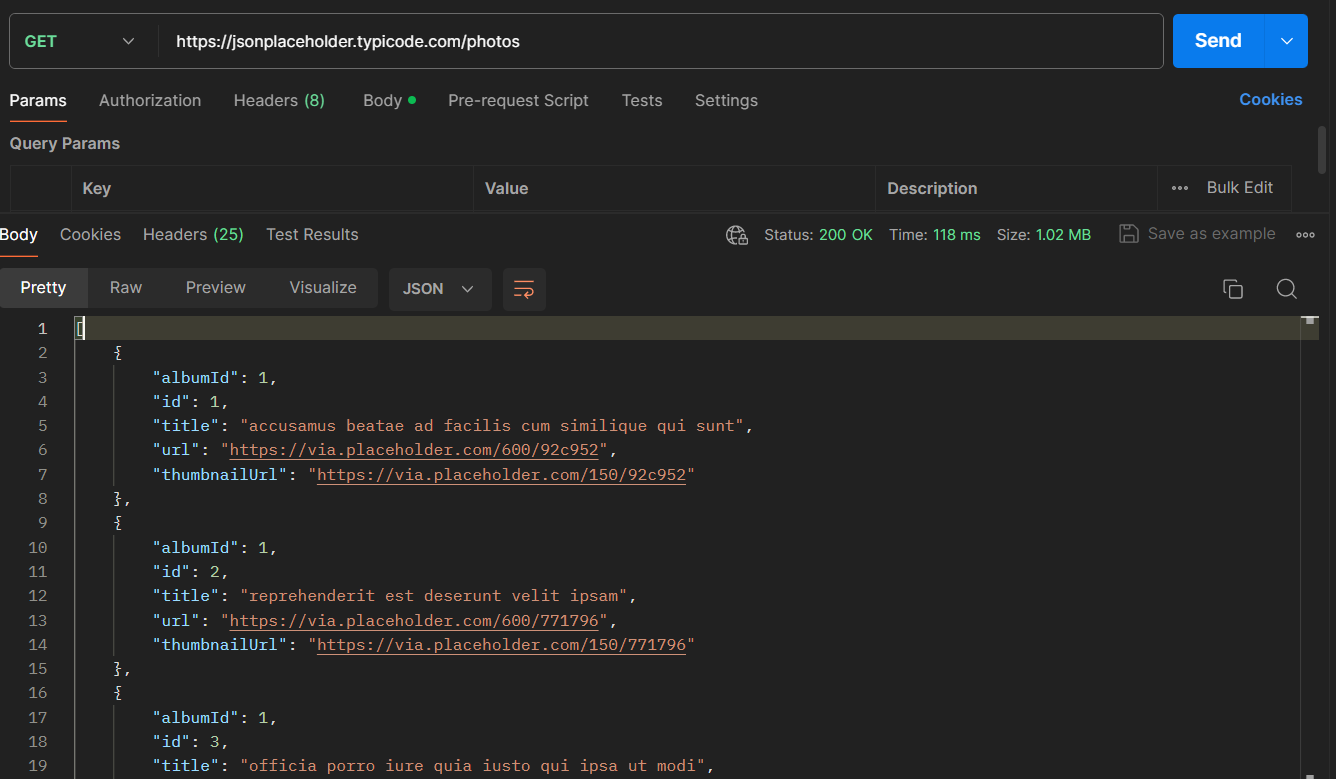 GET https://jsonplaceholder.typicode.com/photos Send
Params Authorization Headers (8) Body Pre-request Script Tests Settings Cookies
Query Params
Key Value Description Bulk Edit
Body Cookies Headers (25) Test Results Status: 200 OK Time: 118 ms Size: 1.02 MB Save as example
Pretty Raw Preview Visualize JSON
1 [
2 {
3 "albumId": 1,
4 "id": 1,
5 "title": "accusamus beatae ad facilis cum similique qui sunt",
6 "url": "https://via.placeholder.com/600/92c952",
7 "thumbnailUrl": "https://via.placeholder.com/150/92c952"
8 },
9 {
10 "albumId": 1,
11 "id": 2,
12 "title": "reprehenderit est deserunt velit ipsam",
13 "url": "https://via.placeholder.com/600/771796",
14 "thumbnailUrl": "https://via.placeholder.com/150/771796"
15 },
16 {
17 "albumId": 1,
18 "id": 3,
19 "title": "officia porro iure quia iusto qui ipsa ut modi",